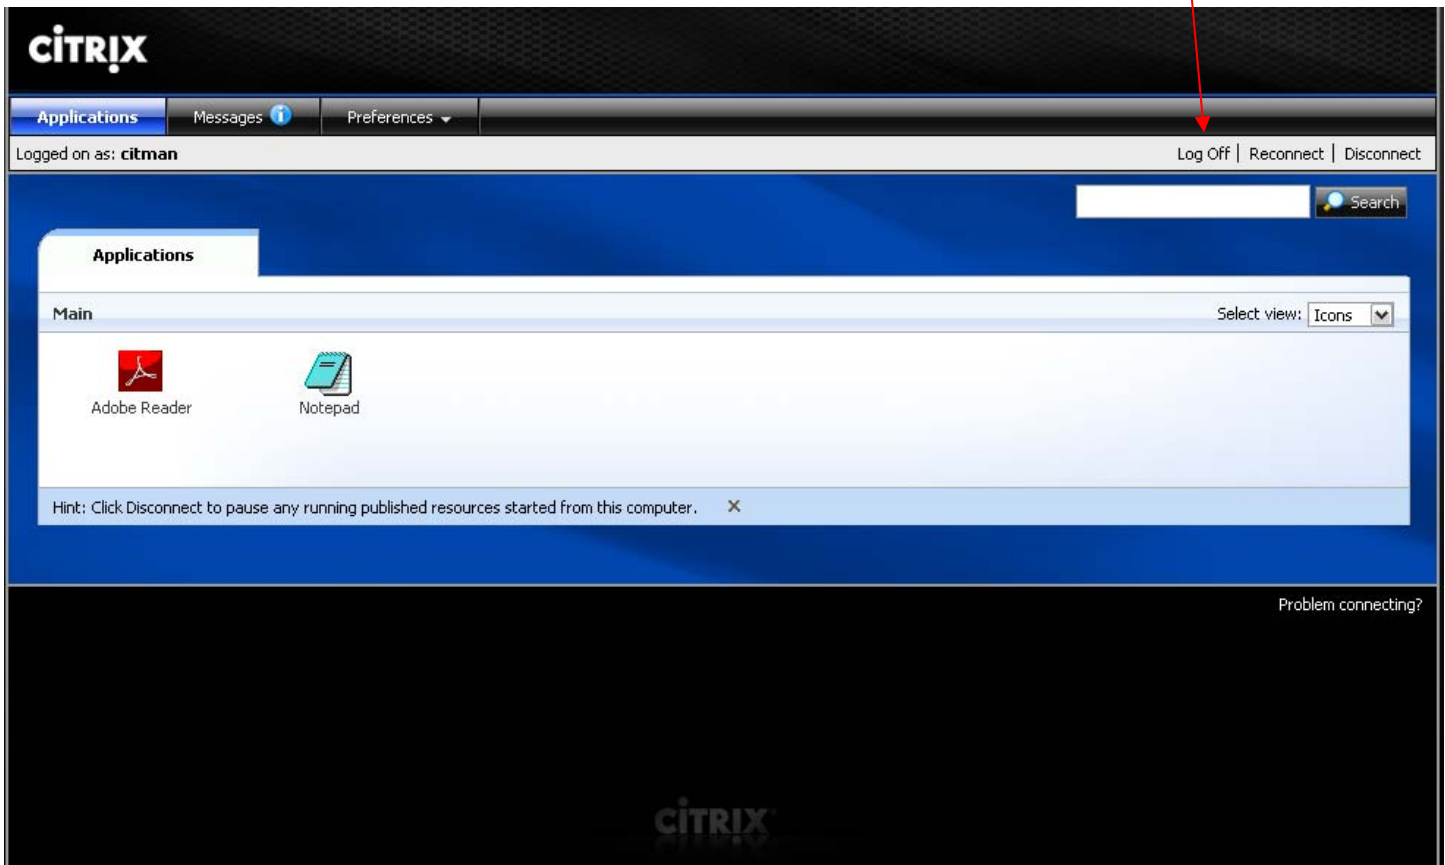 CITRIX
Applications Messages Preferences
Logged on as: citman Log Off | Reconnect | Disconnect
Search
Applications
Main Select view: Icons
Adobe Reader Notepad
Hint: Click Disconnect to pause any running published resources started from this computer.
Problem connecting?
CITRIX